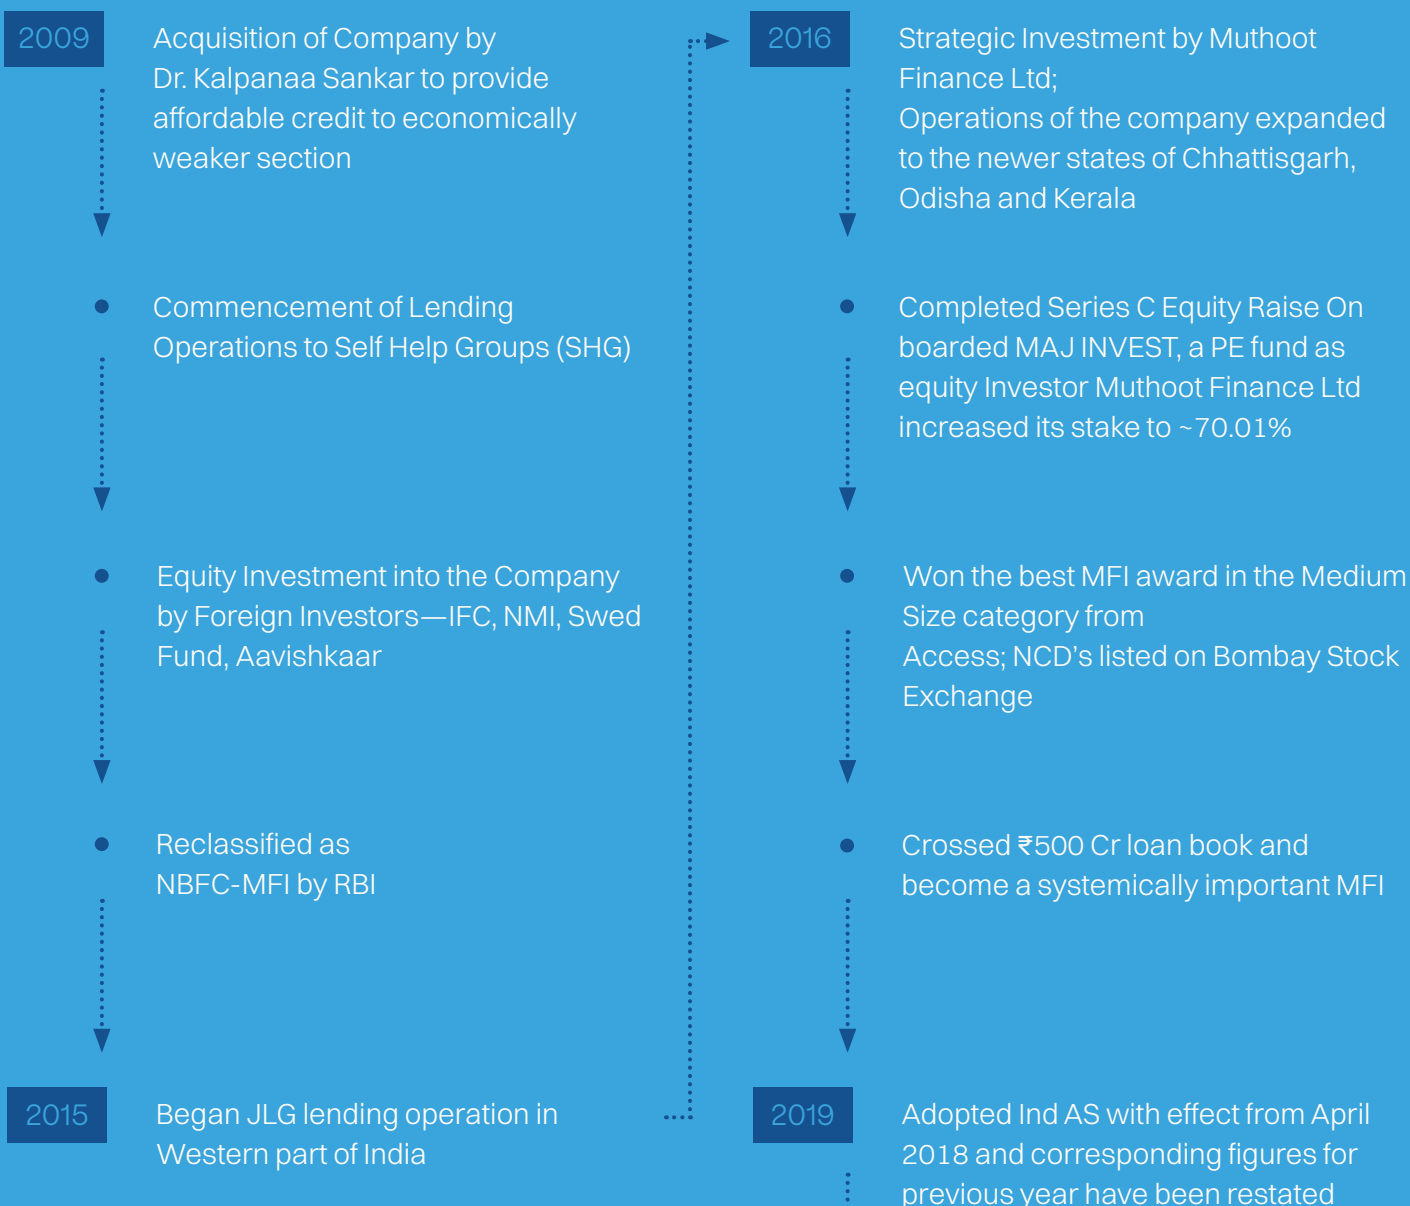 2009
Acquisition of Company by
Dr. Kalpanaa Sankar to provide
affordable credit to economically
weaker section
Commencement of Lending
Operations to Self Help Groups (SHG)
Equity Investment into the Company
by Foreign Investors—IFC, NMI, Swed
Fund, Aavishkaar
Reclassified as
NBFC-MFI by RBI
2015
Began JLG lending operation in
Western part of India
2016
Strategic Investment by Muthoot
Finance Ltd;
Operations of the company expanded
to the newer states of Chhattisgarh,
Odisha and Kerala
Completed Series C Equity Raise On
boarded MAJ INVEST, a PE fund as
equity Investor Muthoot Finance Ltd
increased its stake to ~70.01%
Won the best MFI award in the Medium
Size category from
Access; NCD's listed on Bombay Stock
Exchange
Crossed ₹500 Cr loan book and
become a systemically important MFI
2019
Adopted Ind AS with effect from April
2018 and corresponding figures for
previous year have been restated